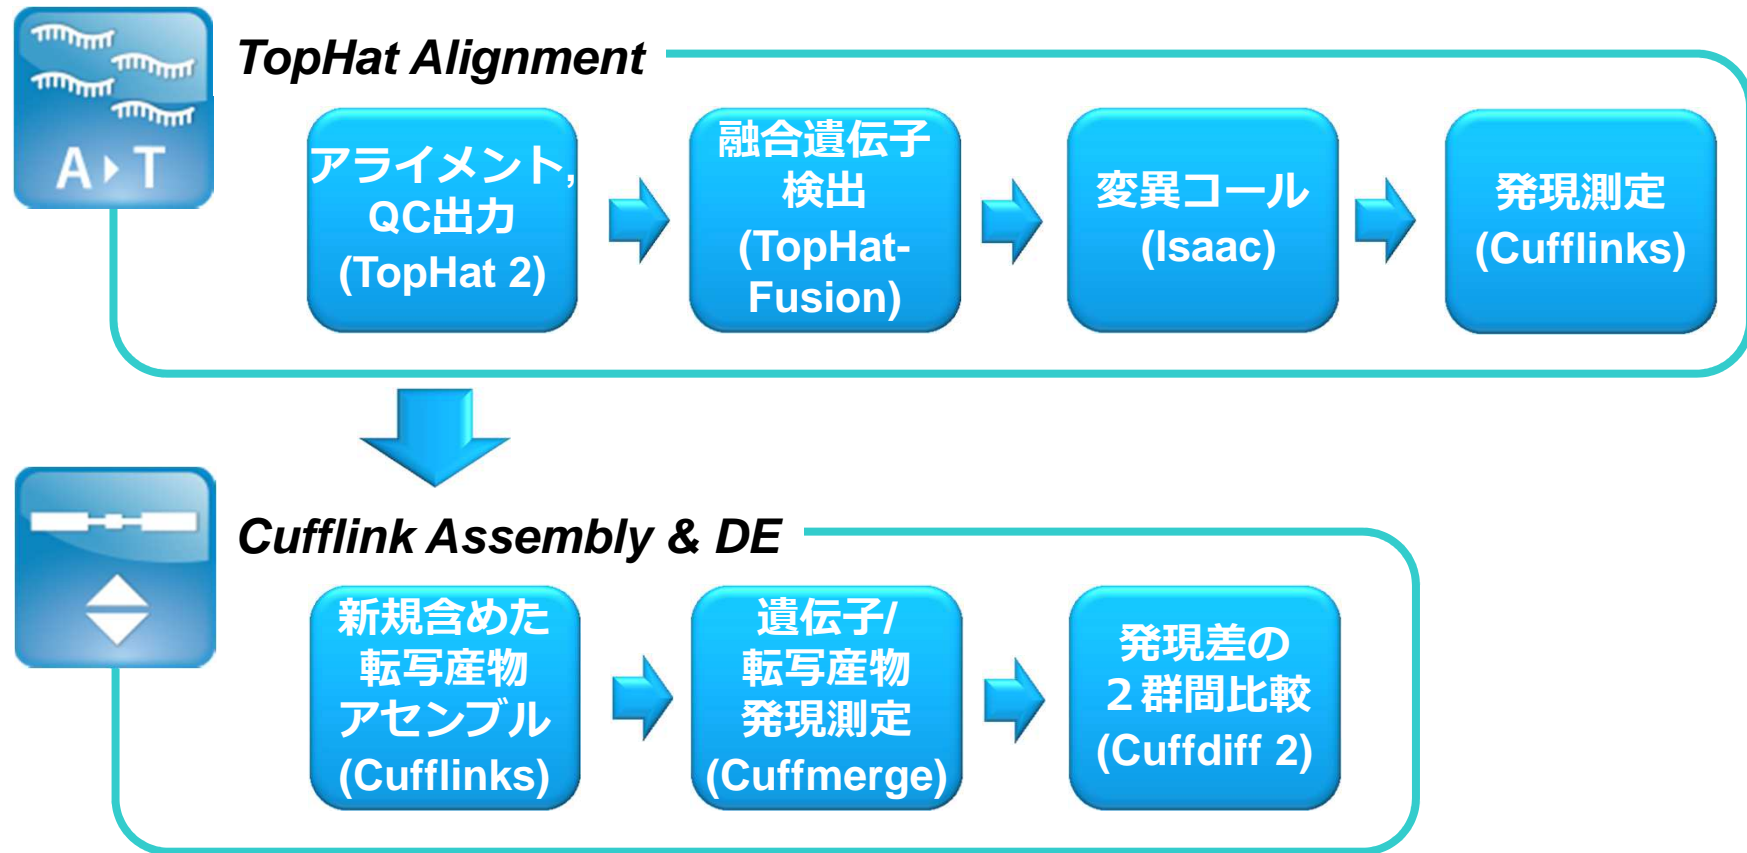 A▸T
TopHat Alignment
アライメント,
QC出力
(TopHat 2)
融合遺伝子
検出
(TopHat-
Fusion)
変異コール
(Isaac)
発現測定
(Cufflinks)
Cufflink Assembly & DE
新規含めた
転写産物
アセンブル
(Cufflinks)
遺伝子/
転写産物
発現測定
(Cuffmerge)
発現差の
２群間比較
(Cuffdiff 2)